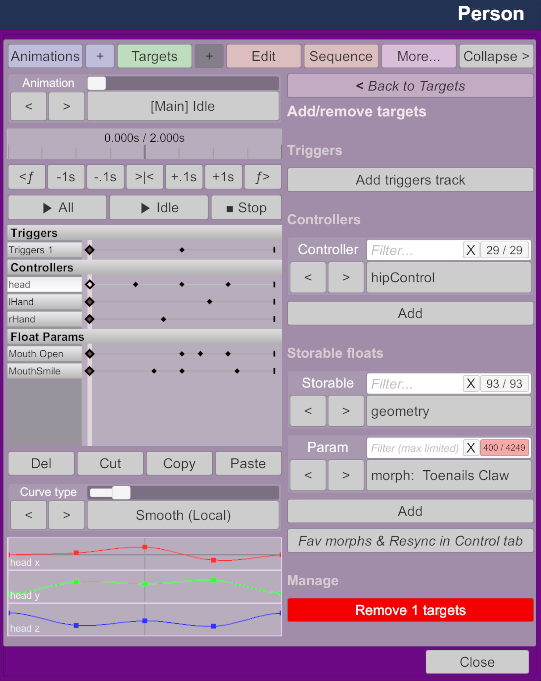 Person
Animations + Targets + Edit Sequence More... Collapse >
Animation
< > [Main] Idle
0.000s / 2.000s
<ƒ -1s -.1s >|< +.1s +1s ƒ>
▶ All ▶ Idle ■ Stop
Triggers
Triggers 1
Controllers
head
lHand
rHand
Float Params
Mouth Open
MouthSmile
Del Cut Copy Paste
Curve type
< > Smooth (Local)
head x
head y
head z
< Back to Targets
Add/remove targets
Triggers
Add triggers track
Controllers
Controller Filter... X 29 / 29
< > hipControl
Add
Storable floats
Storable Filter... X 93 / 93
< > geometry
Param Filter (max limited) X 400 / 4249
< > morph: Toenails Claw
Add
Fav morphs & Resync in Control tab
Manage
Remove 1 targets
Close